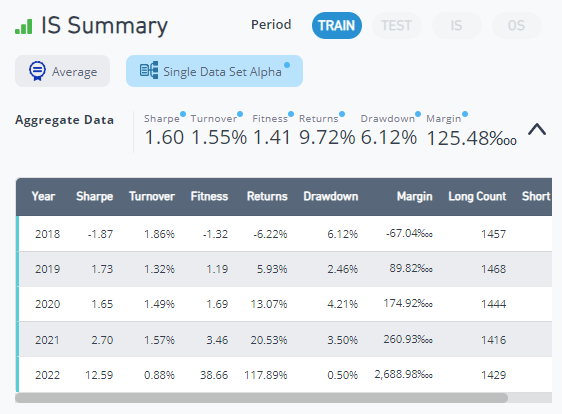 IS Summary
Period TRAIN TEST IS OS
Average Single Data Set Alpha
Aggregate Data
Sharpe Turnover Fitness Returns Drawdown Margin
1.60 1.55% 1.41 9.72% 6.12% 125.48‱
Year Sharpe Turnover Fitness Returns Drawdown Margin Long Count Short
2018 -1.87 1.86% -1.32 -6.22% 6.12% -67.04‱ 1457
2019 1.73 1.32% 1.19 5.93% 2.46% 89.82‱ 1468
2020 1.65 1.49% 1.69 13.07% 4.21% 174.92‱ 1444
2021 2.70 1.57% 3.46 20.53% 3.50% 260.93‱ 1416
2022 12.59 0.88% 38.66 117.89% 0.50% 2,688.98‱ 1429